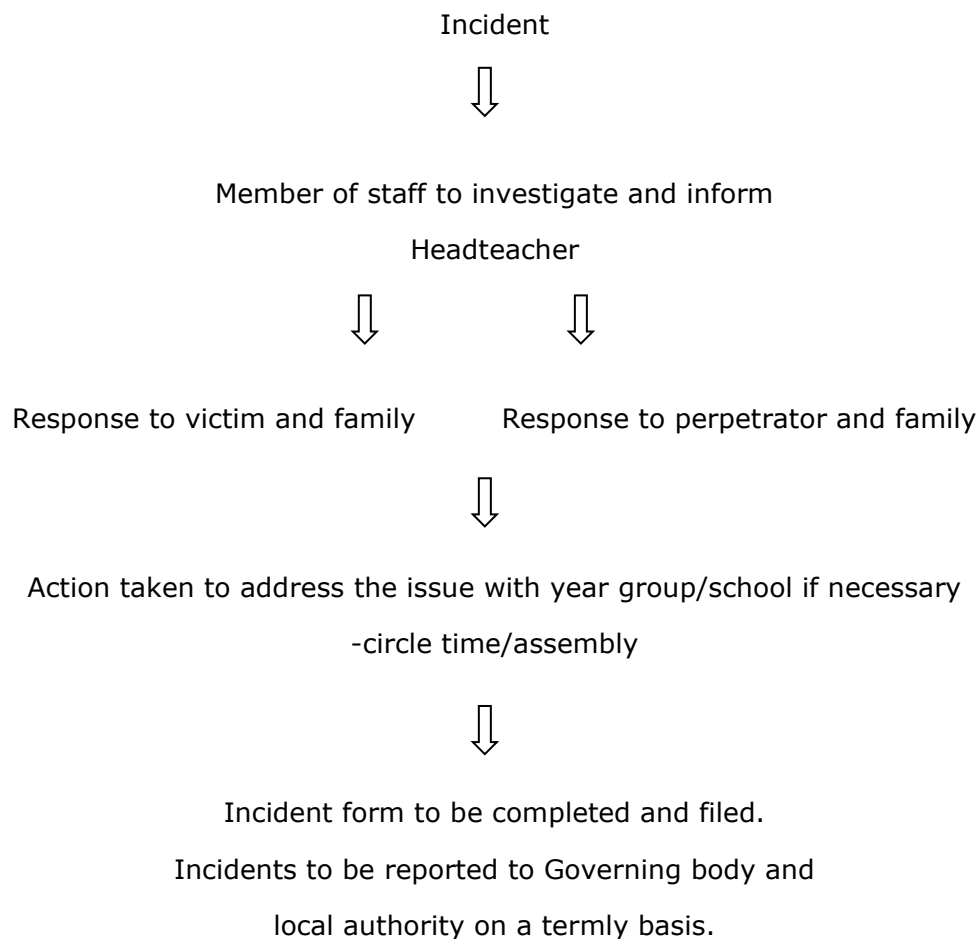 Incident
Member of staff to investigate and inform
Headteacher
Response to victim and family
Response to perpetrator and family
Action taken to address the issue with year group/school if necessary
-circle time/assembly
Incident form to be completed and filed.
Incidents to be reported to Governing body and
local authority on a termly basis.